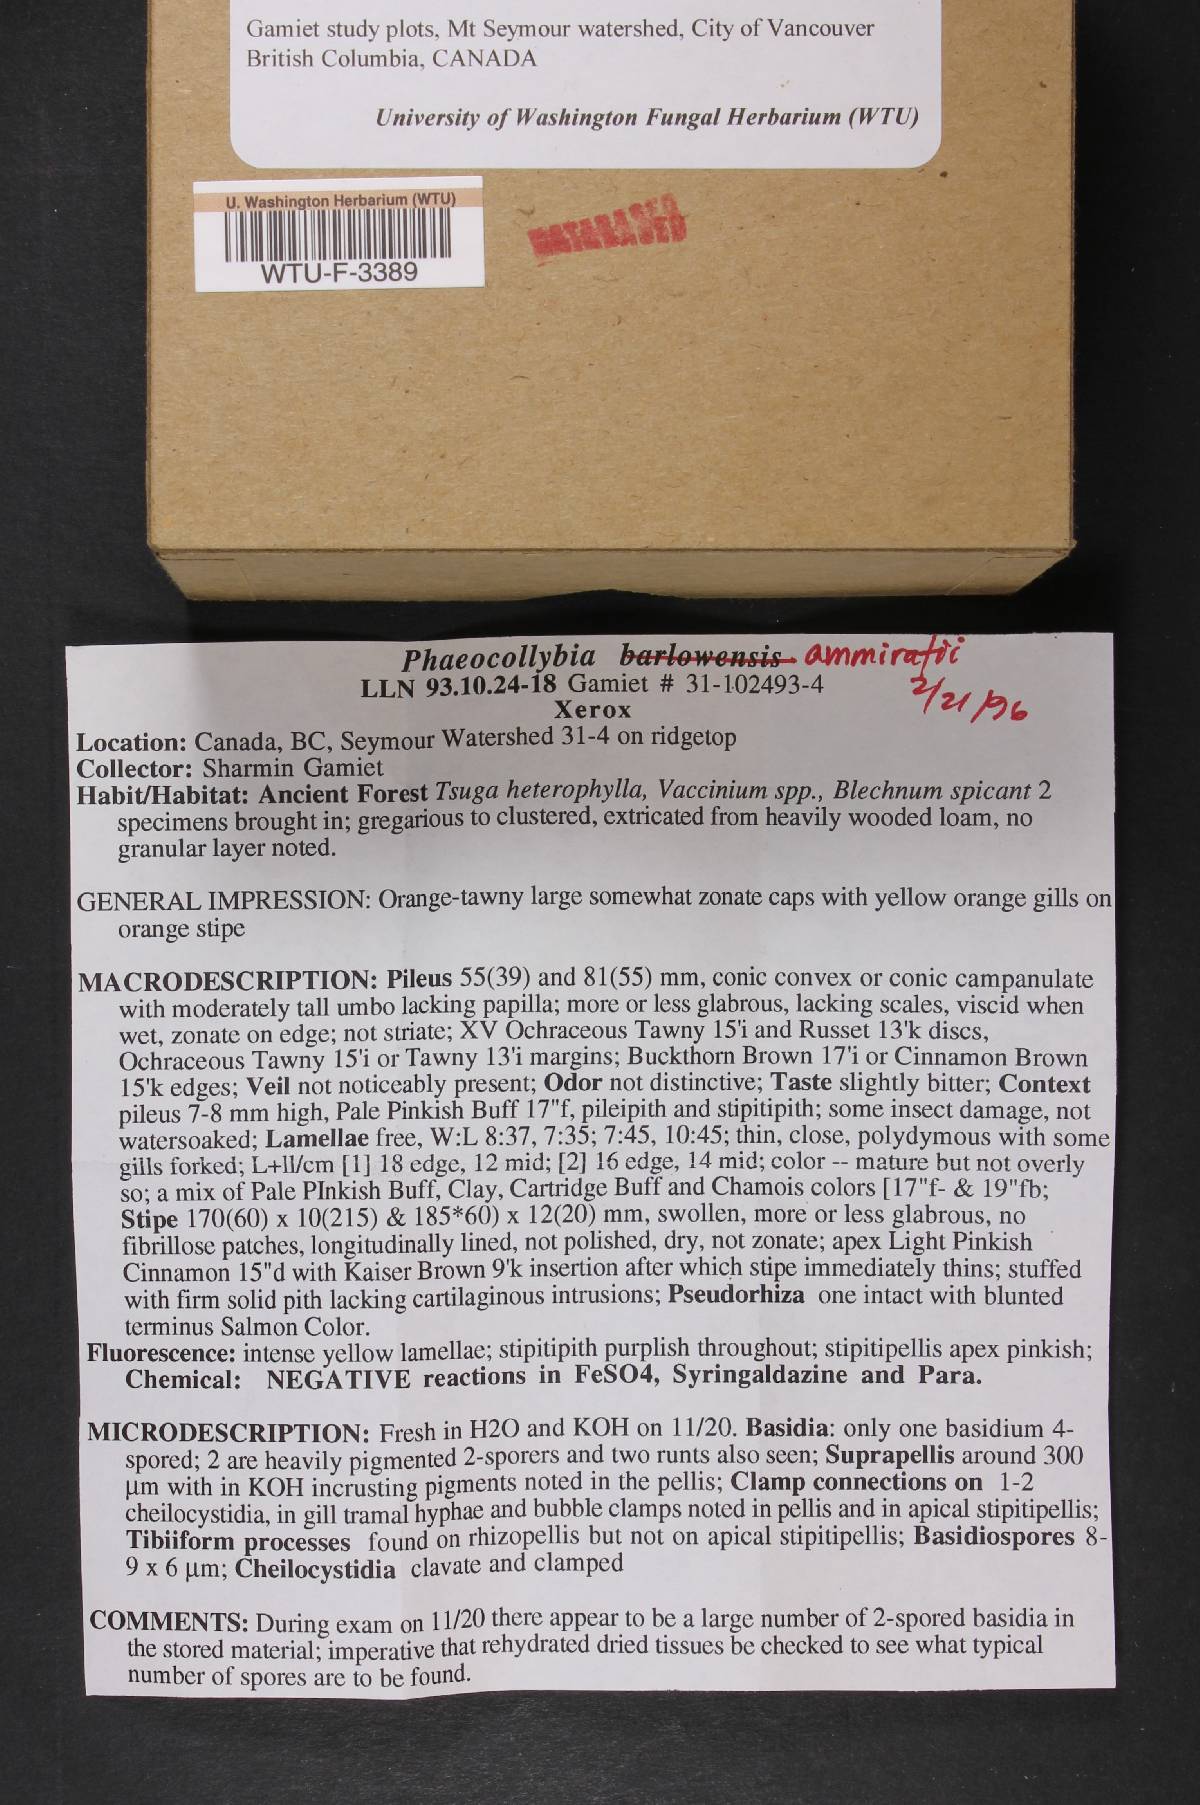 Gamiet study plots, Mt Seymour watershed, City of Vancouver
British Columbia, CANADA
University of Washington Fungal Herbarium (WTU)
U. Washington Herbarium (WTU)
WTU-F-3389
DATABASED
Phaeocollybia barlowensis. ammiratii
LLN 93.10.24-18 Gamiet # 31-102493-4
2/21/96
Xerox
Location: Canada, BC, Seymour Watershed 31-4 on ridgetop
Collector: Sharmin Gamiet
Habit/Habitat: Ancient Forest Tsuga heterophylla, Vaccinium spp., Blechnum spicant 2
specimens brought in; gregarious to clustered, extricated from heavily wooded loam, no
granular layer noted.
GENERAL IMPRESSION: Orange-tawny large somewhat zonate caps with yellow orange gills on
orange stipe
MACRODESCRIPTION: Pileus 55(39) and 81(55) mm, conic convex or conic campanulate
with moderately tall umbo lacking papilla; more or less glabrous, lacking scales, viscid when
wet, zonate on edge; not striate; XV Ochraceous Tawny 15'i and Russet 13'k discs,
Ochraceous Tawny 15'i or Tawny 13'i margins; Buckthorn Brown 17'i or Cinnamon Brown
15'k edges; Veil not noticeably present; Odor not distinctive; Taste slightly bitter; Context
pileus 7-8 mm high, Pale Pinkish Buff 17"f, pileipith and stipitipith; some insect damage, not
watersoaked; Lamellae free, W:L 8:37, 7:35; 7:45, 10:45; thin, close, polydymous with some
gills forked; L+ll/cm [1] 18 edge, 12 mid; [2] 16 edge, 14 mid; color -- mature but not overly
so; a mix of Pale PInkish Buff, Clay, Cartridge Buff and Chamois colors [17"f- & 19"fb;
Stipe 170(60) x 10(215) & 185*60) x 12(20) mm, swollen, more or less glabrous, no
fibrillose patches, longitudinally lined, not polished, dry, not zonate; apex Light Pinkish
Cinnamon 15"d with Kaiser Brown 9'k insertion after which stipe immediately thins; stuffed
with firm solid pith lacking cartilaginous intrusions; Pseudorhiza one intact with blunted
terminus Salmon Color.
Fluorescence: intense yellow lamellae; stipitipith purplish throughout; stipitipellis apex pinkish;
Chemical: NEGATIVE reactions in FeSO4, Syringaldazine and Para.
MICRODESCRIPTION: Fresh in H2O and KOH on 11/20. Basidia: only one basidium 4-
spored; 2 are heavily pigmented 2-sporers and two runts also seen; Suprapellis around 300
µm with in KOH incrusting pigments noted in the pellis; Clamp connections on 1-2
cheilocystidia, in gill tramal hyphae and bubble clamps noted in pellis and in apical stipitipellis;
Tibiiform processes found on rhizopellis but not on apical stipitipellis; Basidiospores 8-
9 x 6 µm; Cheilocystidia clavate and clamped
COMMENTS: During exam on 11/20 there appear to be a large number of 2-spored basidia in
the stored material; imperative that rehydrated dried tissues be checked to see what typical
number of spores are to be found.